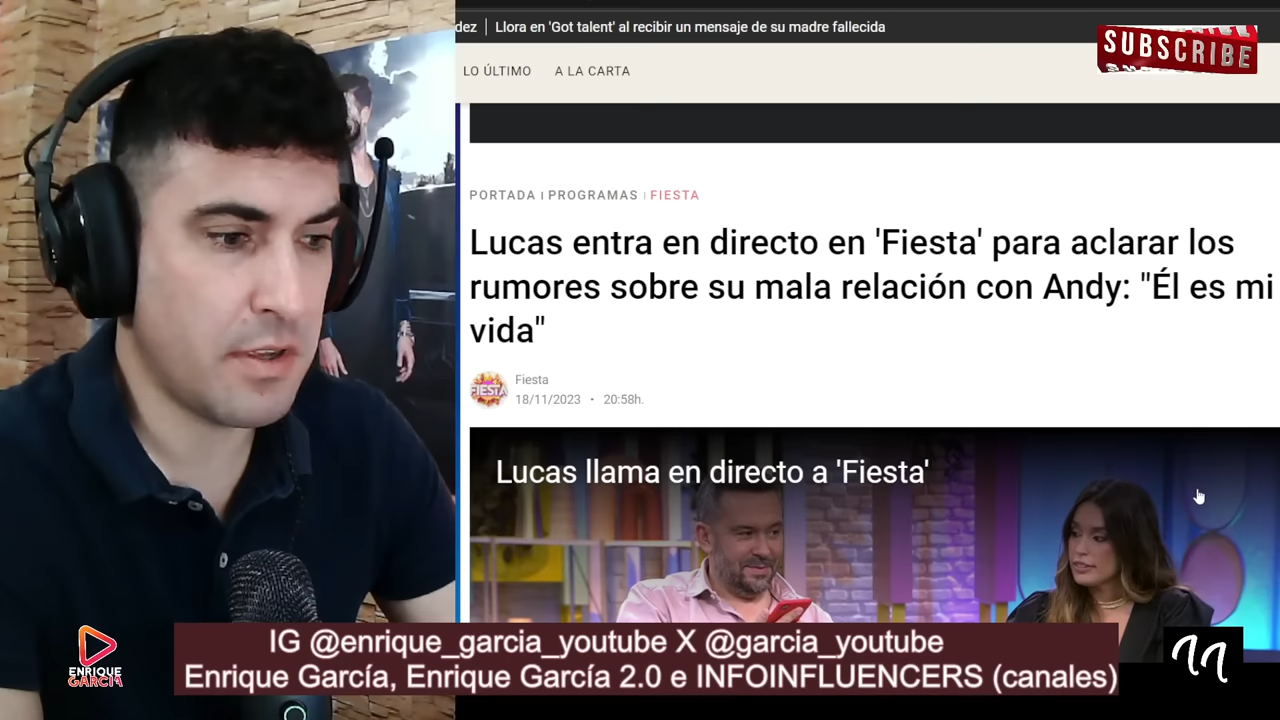 dez Llora en 'Got talent' al recibir un mensaje de su madre fallecida
SUBSCRIBE
LO ÚLTIMO A LA CARTA
PORTADA PROGRAMAS FIESTA
Lucas entra en directo en 'Fiesta' para aclarar los
rumores sobre su mala relación con Andy: "Él es mi
vida"
FIESTA
Fiesta
18/11/2023 • 20:58h.
Lucas llama en directo a 'Fiesta'
IG @enrique_garcia_youtube X @garcia_youtube
Enrique García, Enrique García 2.0 e INFOINFLUENCERS (canales)
ENRIQUE
GARCÍA